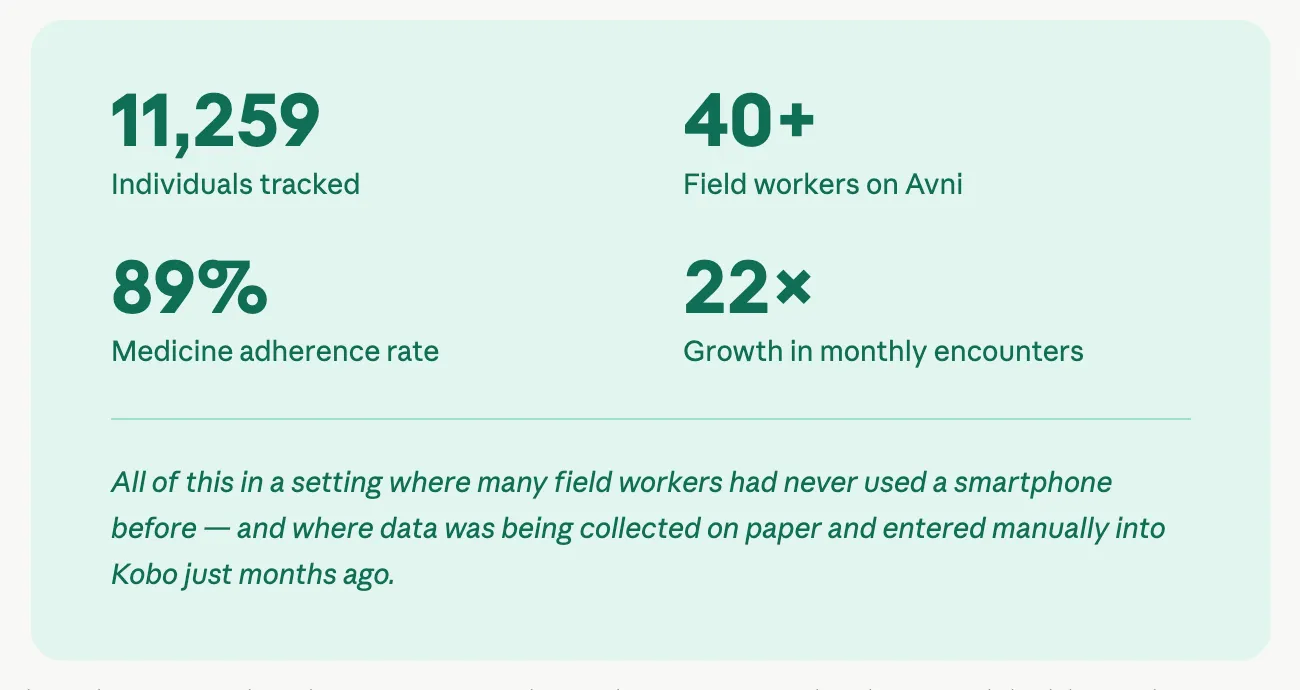 11,259
40+
Individuals tracked
Field workers on Avni
89%
22×
Medicine adherence rate
Growth in monthly encounters
All of this in a setting where many field workers had never used a smartphone
before — and where data was being collected on paper and entered manually into
Kobo just months ago.